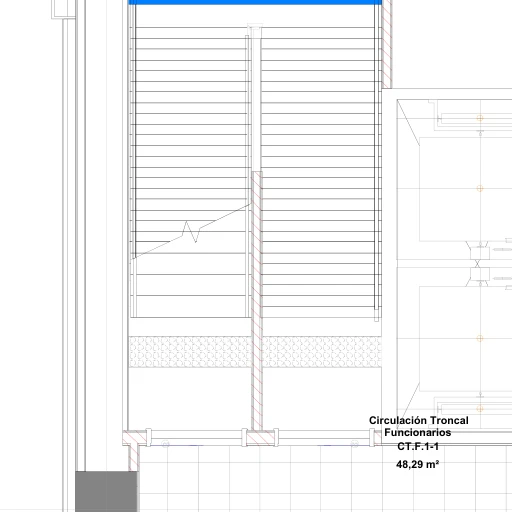 Circulación Troncal
Funcionarios
CT.F.1-1
48,29 m²